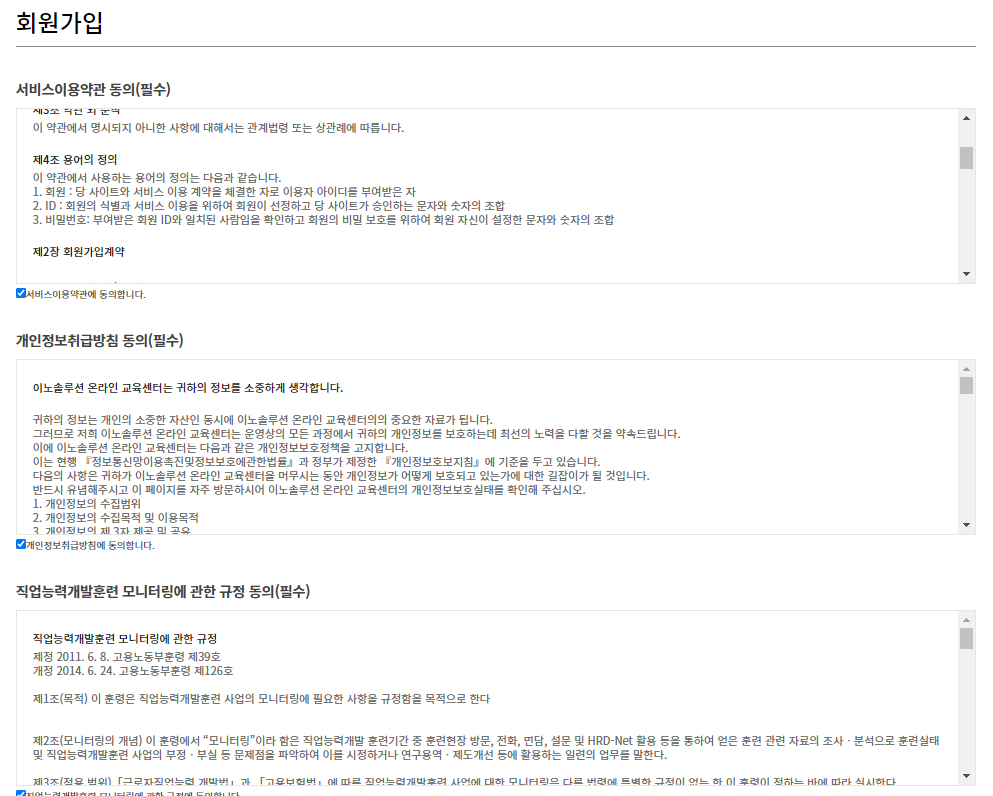 회원가입
서비스이용약관 동의(필수)
제3조 약관 외 준칙
이 약관에서 명시되지 아니한 사항에 대해서는 관계법령 또는 상관례에 따릅니다.
제4조 용어의 정의
이 약관에서 사용하는 용어의 정의는 다음과 같습니다.
1. 회원 : 당 사이트와 서비스 이용 계약을 체결한 자로 이용자 아이디를 부여받은 자
2. ID : 회원의 식별과 서비스 이용을 위하여 회원이 선정하고 당 사이트가 승인하는 문자와 숫자의 조합
3. 비밀번호: 부여받은 회원 ID와 일치된 사람임을 확인하고 회원의 비밀 보호를 위하여 회원 자신이 설정한 문자와 숫자의 조합
제2장 회원가입계약
서비스이용약관에 동의합니다.
개인정보취급방침 동의(필수)
이노솔루션 온라인 교육센터는 귀하의 정보를 소중하게 생각합니다.
귀하의 정보는 개인의 소중한 자산인 동시에 이노솔루션 온라인 교육센터의의 중요한 자료가 됩니다.
그러므로 저희 이노솔루션 온라인 교육센터는 운영상의 모든 과정에서 귀하의 개인정보를 보호하는데 최선의 노력을 다할 것을 약속드립니다.
이에 이노솔루션 온라인 교육센터는 다음과 같은 개인정보보호정책을 고지합니다.
이는 현행 『정보통신망이용촉진및정보보호에관한법률』과 정부가 제정한 『개인정보호보지침』에 기준을 두고 있습니다.
다음의 사항은 귀하가 이노솔루션 온라인 교육센터을 머무시는 동안 개인정보가 어떻게 보호되고 있는가에 대한 길잡이가 될 것입니다.
반드시 유념해주시고 이 페이지를 자주 방문하시어 이노솔루션 온라인 교육센터의 개인정보보호실태를 확인해 주십시오.
1. 개인정보의 수집범위
2. 개인정보의 수집목적 및 이용목적
3. 개인정보의 제 3자 제공 및 공유
개인정보취급방침에 동의합니다.
직업능력개발훈련 모니터링에 관한 규정 동의(필수)
직업능력개발훈련 모니터링에 관한 규정
제정 2011. 6. 8. 고용노동부훈령 제39호
개정 2014. 6. 24. 고용노동부훈령 제126호
제1조(목적) 이 훈령은 직업능력개발훈련 사업의 모니터링에 필요한 사항을 규정함을 목적으로 한다
제2조(모니터링의 개념) 이 훈령에서 “모니터링”이라 함은 직업능력개발 훈련기간 중 훈련현장 방문, 전화, 면담, 설문 및 HRD-Net 활용 등을 통하여 얻은 훈련 관련 자료의 조사ㆍ분석으로 훈련실태
및 직업능력개발훈련 사업의 부정ㆍ부실 등 문제점을 파악하여 이를 시정하거나 연구용역ㆍ제도개선 등에 활용하는 일련의 업무를 말한다.
제3조(적용 범위)「근로자직업능력 개발법」과 「고용보험법」에 따른 직업능력개발훈련 사업에 대한 모니터링은 다른 법령에 특별한 규정이 없는 한 이 훈령이 정하는 바에 따라 실시한다
직업능력개발훈련 모니터링에 관한 규정에 동의합니다.